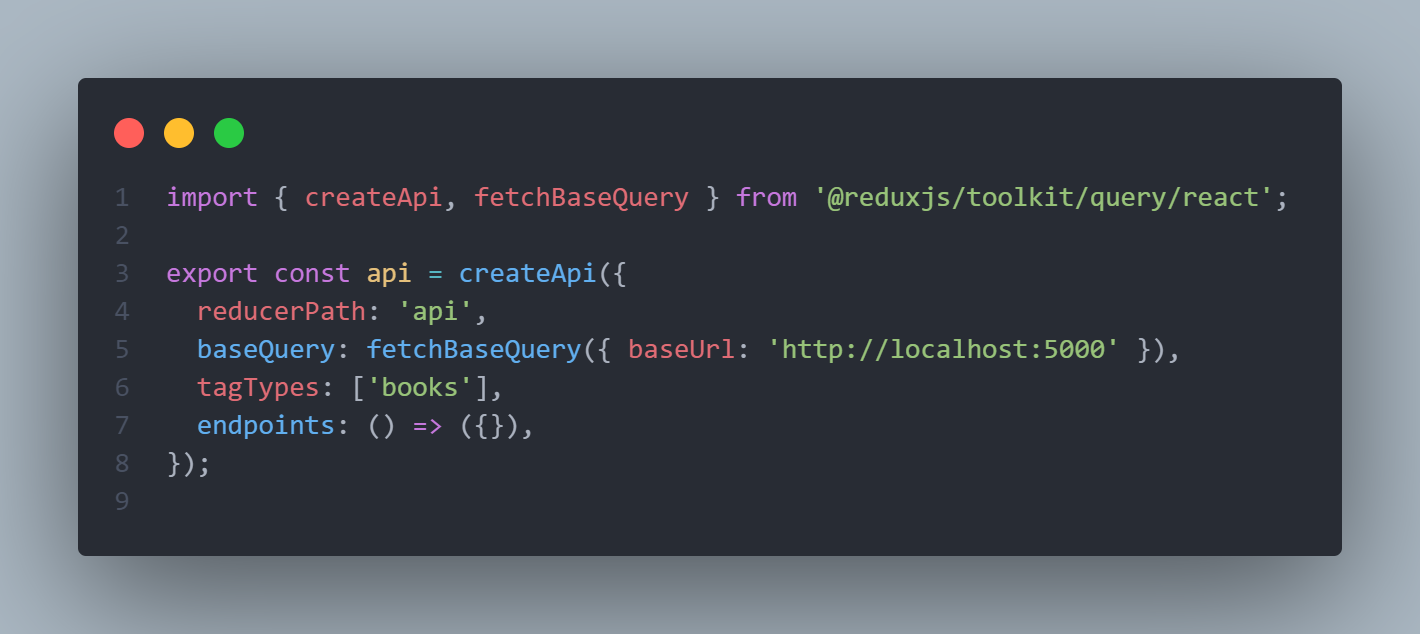 1 import { createApi, fetchBaseQuery } from '@reduxjs/toolkit/query/react';
2
3 export const api = createApi({
4   reducerPath: 'api',
5   baseQuery: fetchBaseQuery({ baseUrl: 'http://localhost:5000' }),
6   tagTypes: ['books'],
7   endpoints: () => ({}),
8 });
9